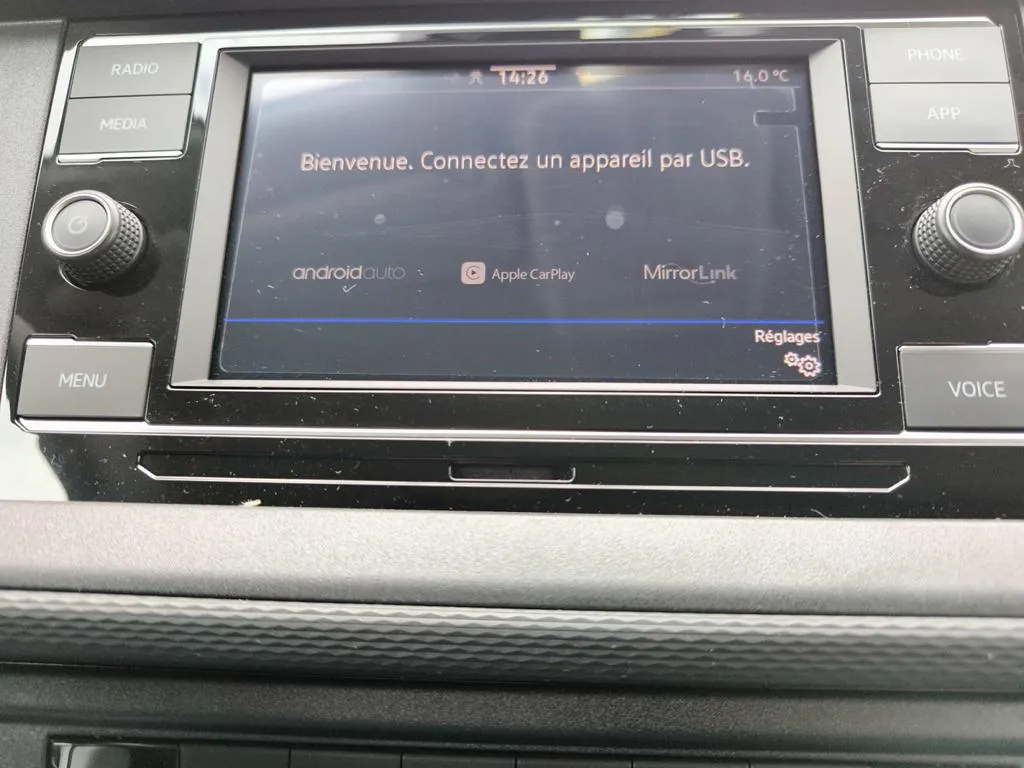 RADIO
MEDIA
14:26
16.0 °C
PHONE
APP
Bienvenue. Connectez un appareil par USB.
androidauto
Apple CarPlay
MirrorLink
Réglages
MENU
VOICE